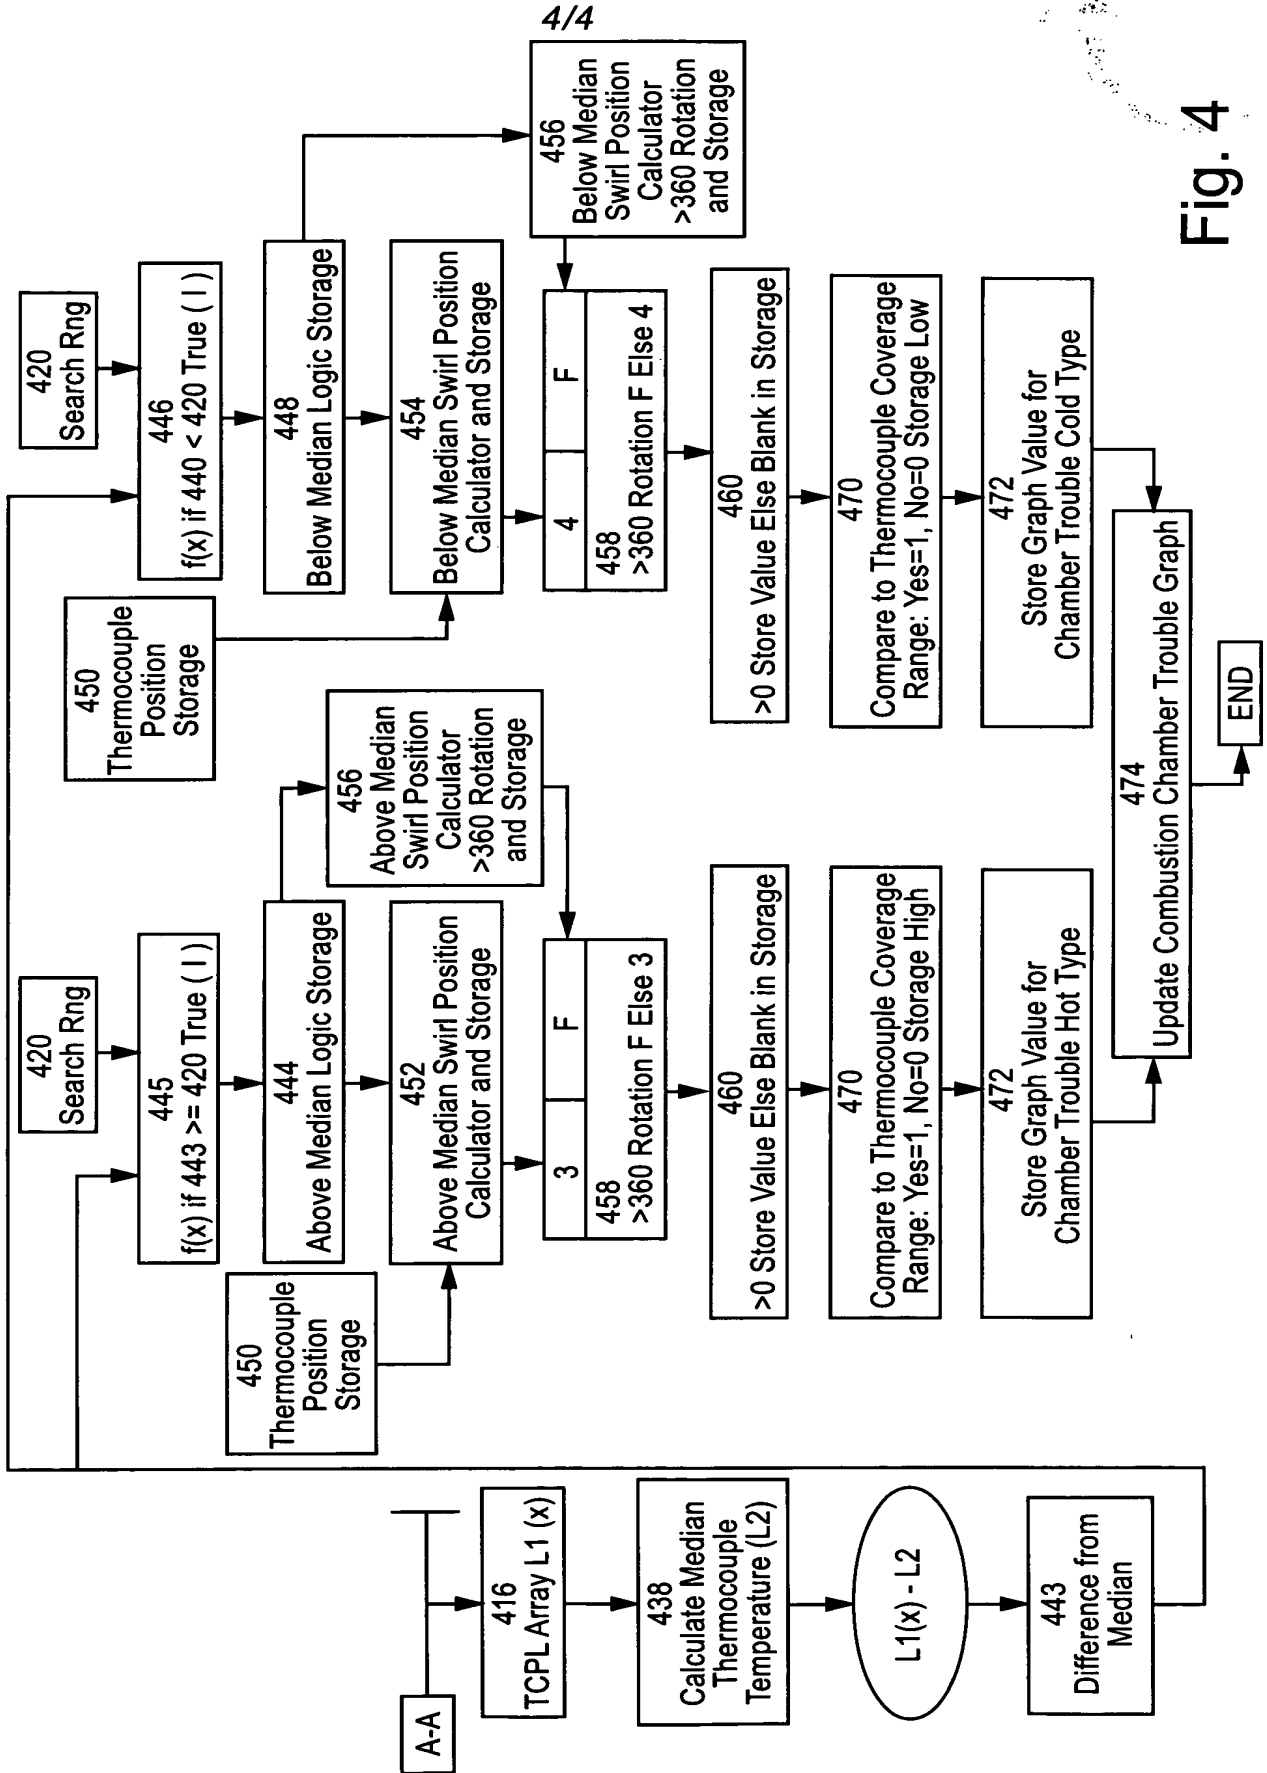 4/4
A-A
416
TCPL Array L1 (x)
438
Calculate Median
Thermocouple
Temperature (L2)
L1(x) - L2
443
Difference from
Median
420
Search Rng
445
f(x) if 443 >= 420 True ( I )
444
Above Median Logic Storage
450
Thermocouple
Position
Storage
452
Above Median Swirl Position
Calculator and Storage
456
Above Median
Swirl Position
Calculator
>360 Rotation
and Storage
3
F
458
>360 Rotation F Else 3
460
>0 Store Value Else Blank in Storage
470
Compare to Thermocouple Coverage
Range: Yes=1, No=0 Storage High
472
Store Graph Value for
Chamber Trouble Hot Type
420
Search Rng
446
f(x) if 440 < 420 True ( I )
448
Below Median Logic Storage
450
Thermocouple
Position
Storage
454
Below Median Swirl Position
Calculator and Storage
456
Below Median
Swirl Position
Calculator
>360 Rotation
and Storage
4
F
458
>360 Rotation F Else 4
460
>0 Store Value Else Blank in Storage
470
Compare to Thermocouple Coverage
Range: Yes=1, No=0 Storage Low
472
Store Graph Value for
Chamber Trouble Cold Type
474
Update Combustion Chamber Trouble Graph
END
Fig. 4